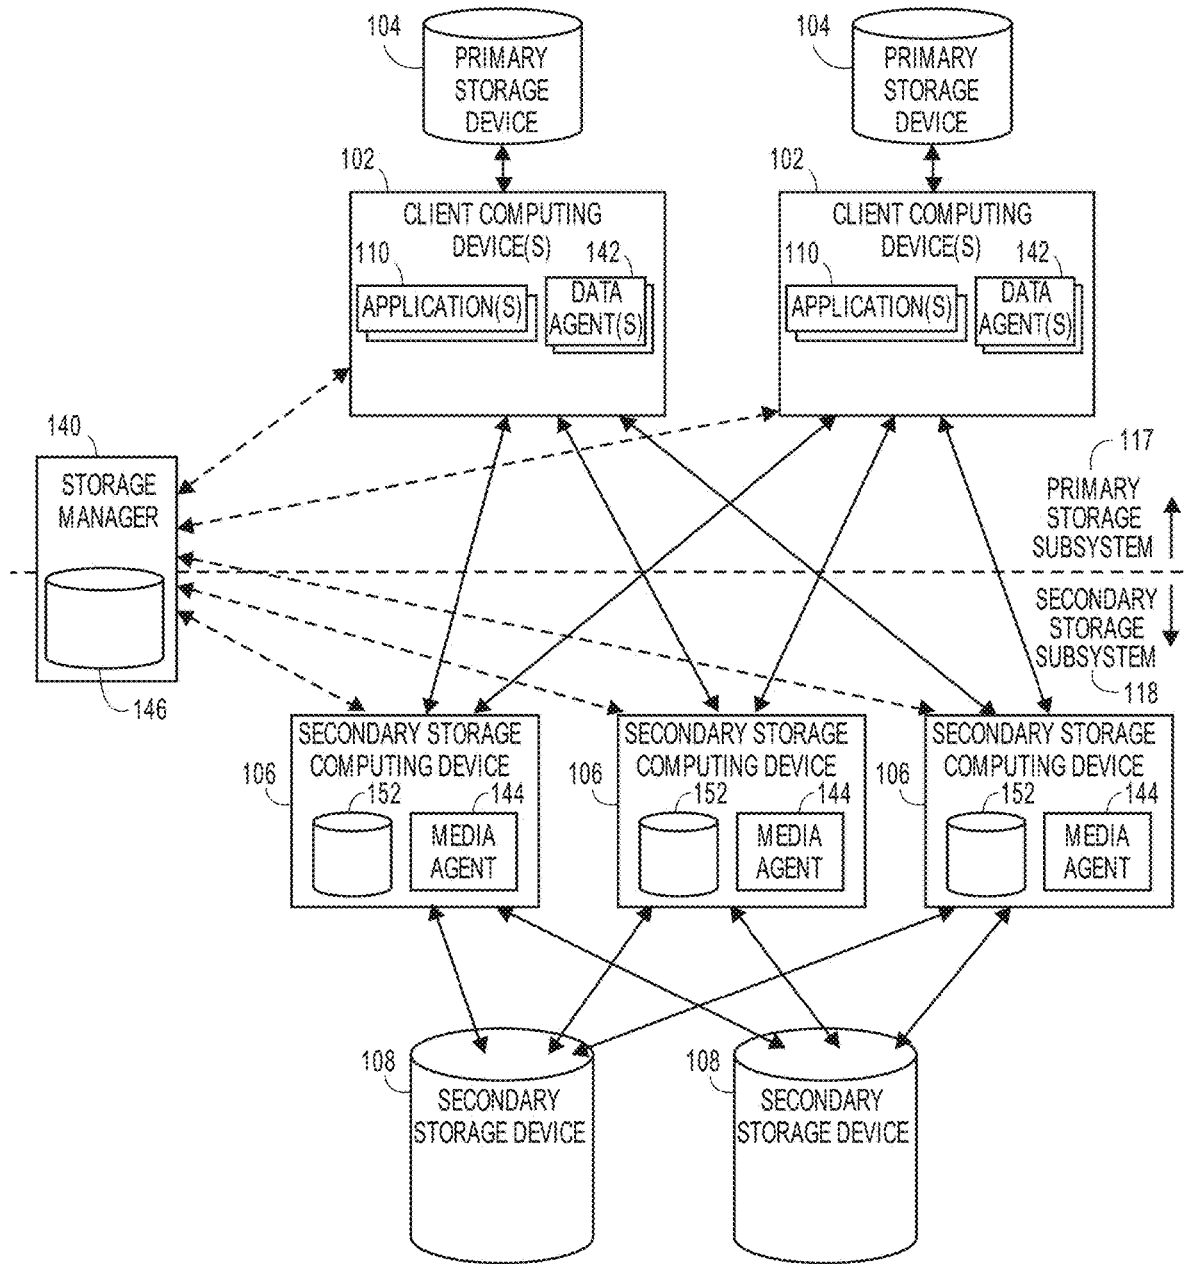 104
PRIMARY
STORAGE
DEVICE
104
PRIMARY
STORAGE
DEVICE
102
CLIENT COMPUTING
DEVICE(S)
110
APPLICATION(S)
142
DATA
AGENT(S)
102
CLIENT COMPUTING
DEVICE(S)
110
APPLICATION(S)
142
DATA
AGENT(S)
140
STORAGE
MANAGER
146
117
PRIMARY
STORAGE
SUBSYSTEM
SECONDARY
STORAGE
SUBSYSTEM
118
SECONDARY STORAGE
COMPUTING DEVICE
106
152
144
MEDIA
AGENT
SECONDARY STORAGE
COMPUTING DEVICE
106
152
144
MEDIA
AGENT
SECONDARY STORAGE
COMPUTING DEVICE
106
152
144
MEDIA
AGENT
108
SECONDARY
STORAGE DEVICE
108
SECONDARY
STORAGE DEVICE